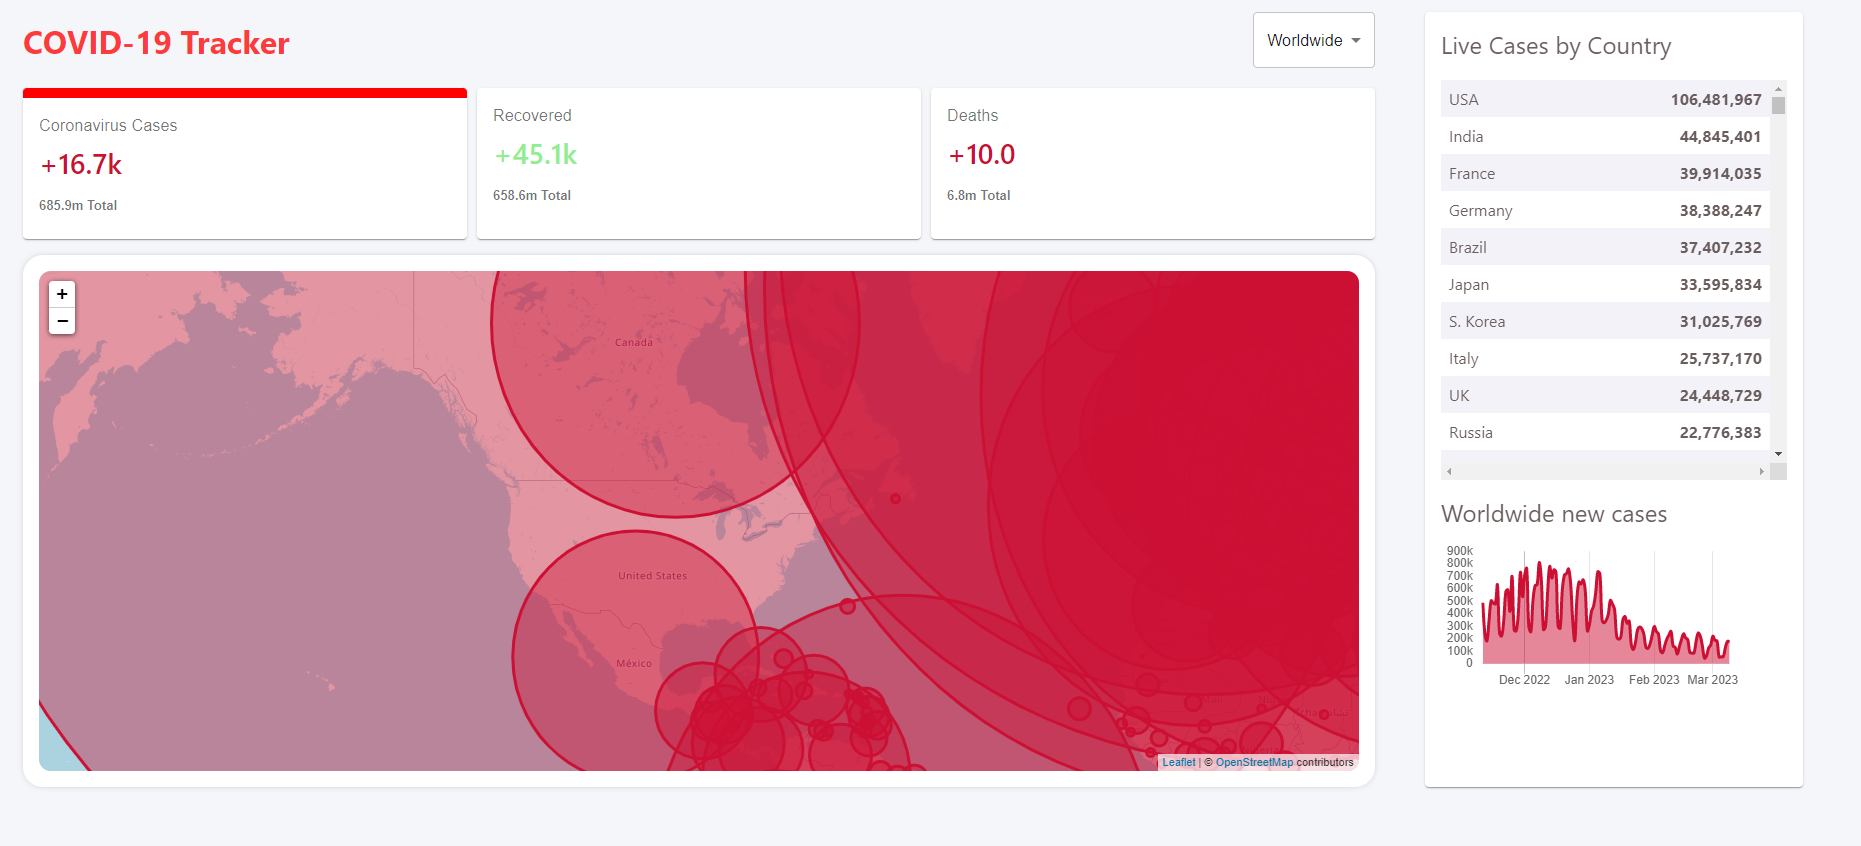 COVID-19 Tracker
Worldwide
Coronavirus Cases
+16.7k
685.9m Total
Recovered
+45.1k
658.6m Total
Deaths
+10.0
6.8m Total
+
−
Canada
United States
México
Leaflet | © OpenStreetMap contributors
Live Cases by Country
USA 106,481,967
India 44,845,401
France 39,914,035
Germany 38,388,247
Brazil 37,407,232
Japan 33,595,834
S. Korea 31,025,769
Italy 25,737,170
UK 24,448,729
Russia 22,776,383
Worldwide new cases
900k
800k
700k
600k
500k
400k
300k
200k
100k
0
Dec 2022 Jan 2023 Feb 2023 Mar 2023